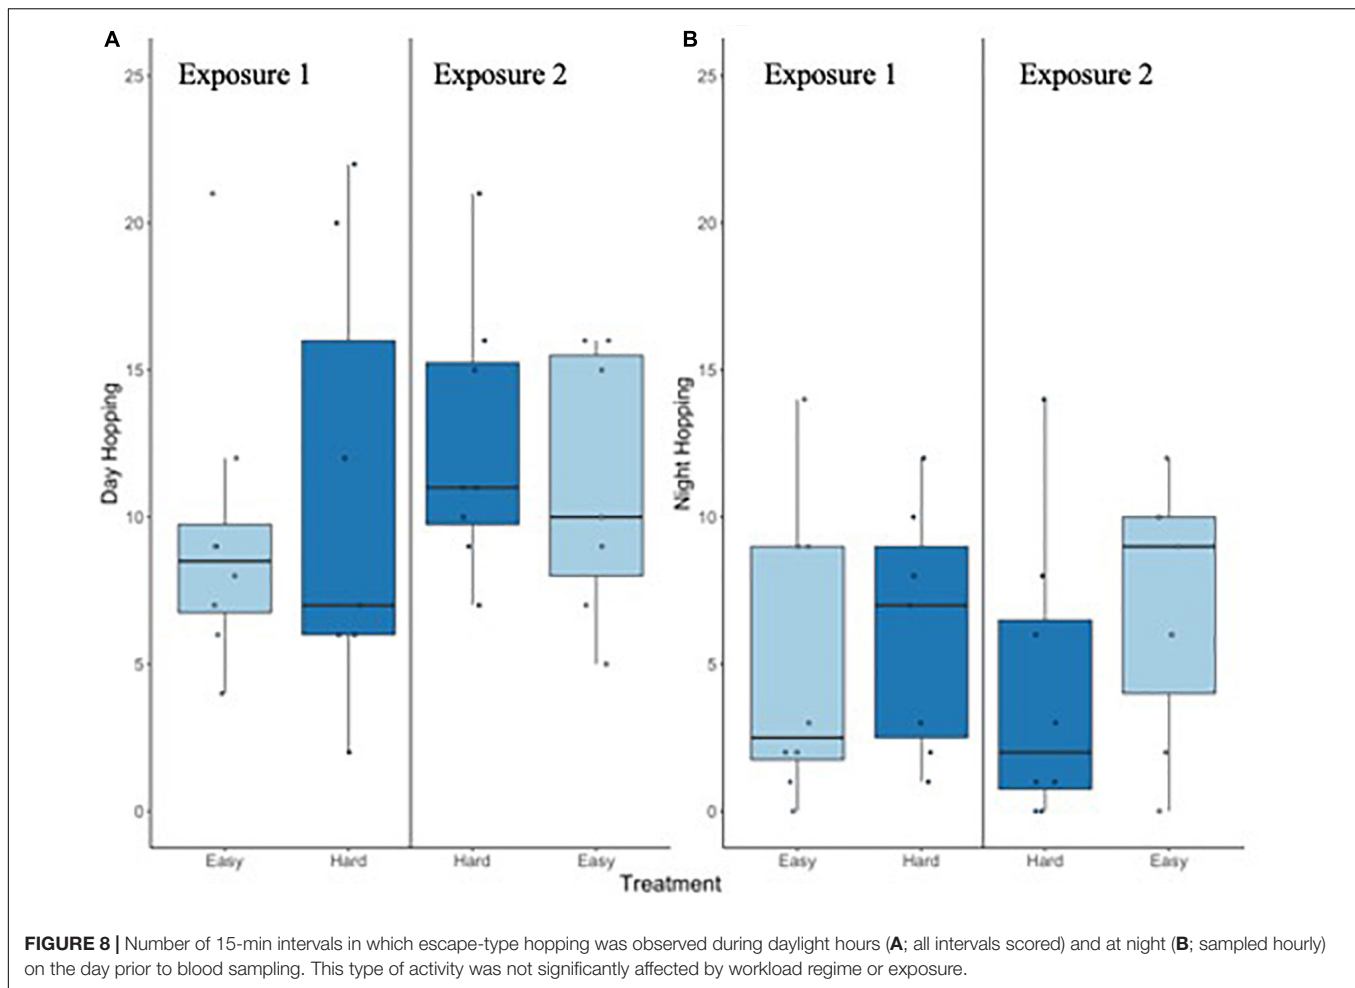 A
Exposure 1
Exposure 2
25
20
15
10
5
0
Day Hopping
Easy
Hard
Hard
Easy
B
Exposure 1
Exposure 2
25
20
15
10
5
0
Night Hopping
Easy
Hard
Hard
Easy
Treatment
FIGURE 8 | Number of 15-min intervals in which escape-type hopping was observed during daylight hours (A; all intervals scored) and at night (B; sampled hourly)
on the day prior to blood sampling. This type of activity was not significantly affected by workload regime or exposure.